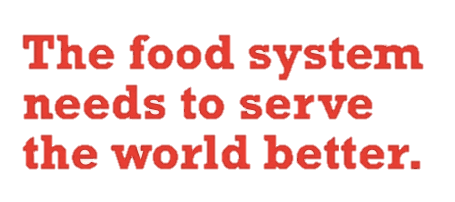 The food system
needs to serve
the world better.